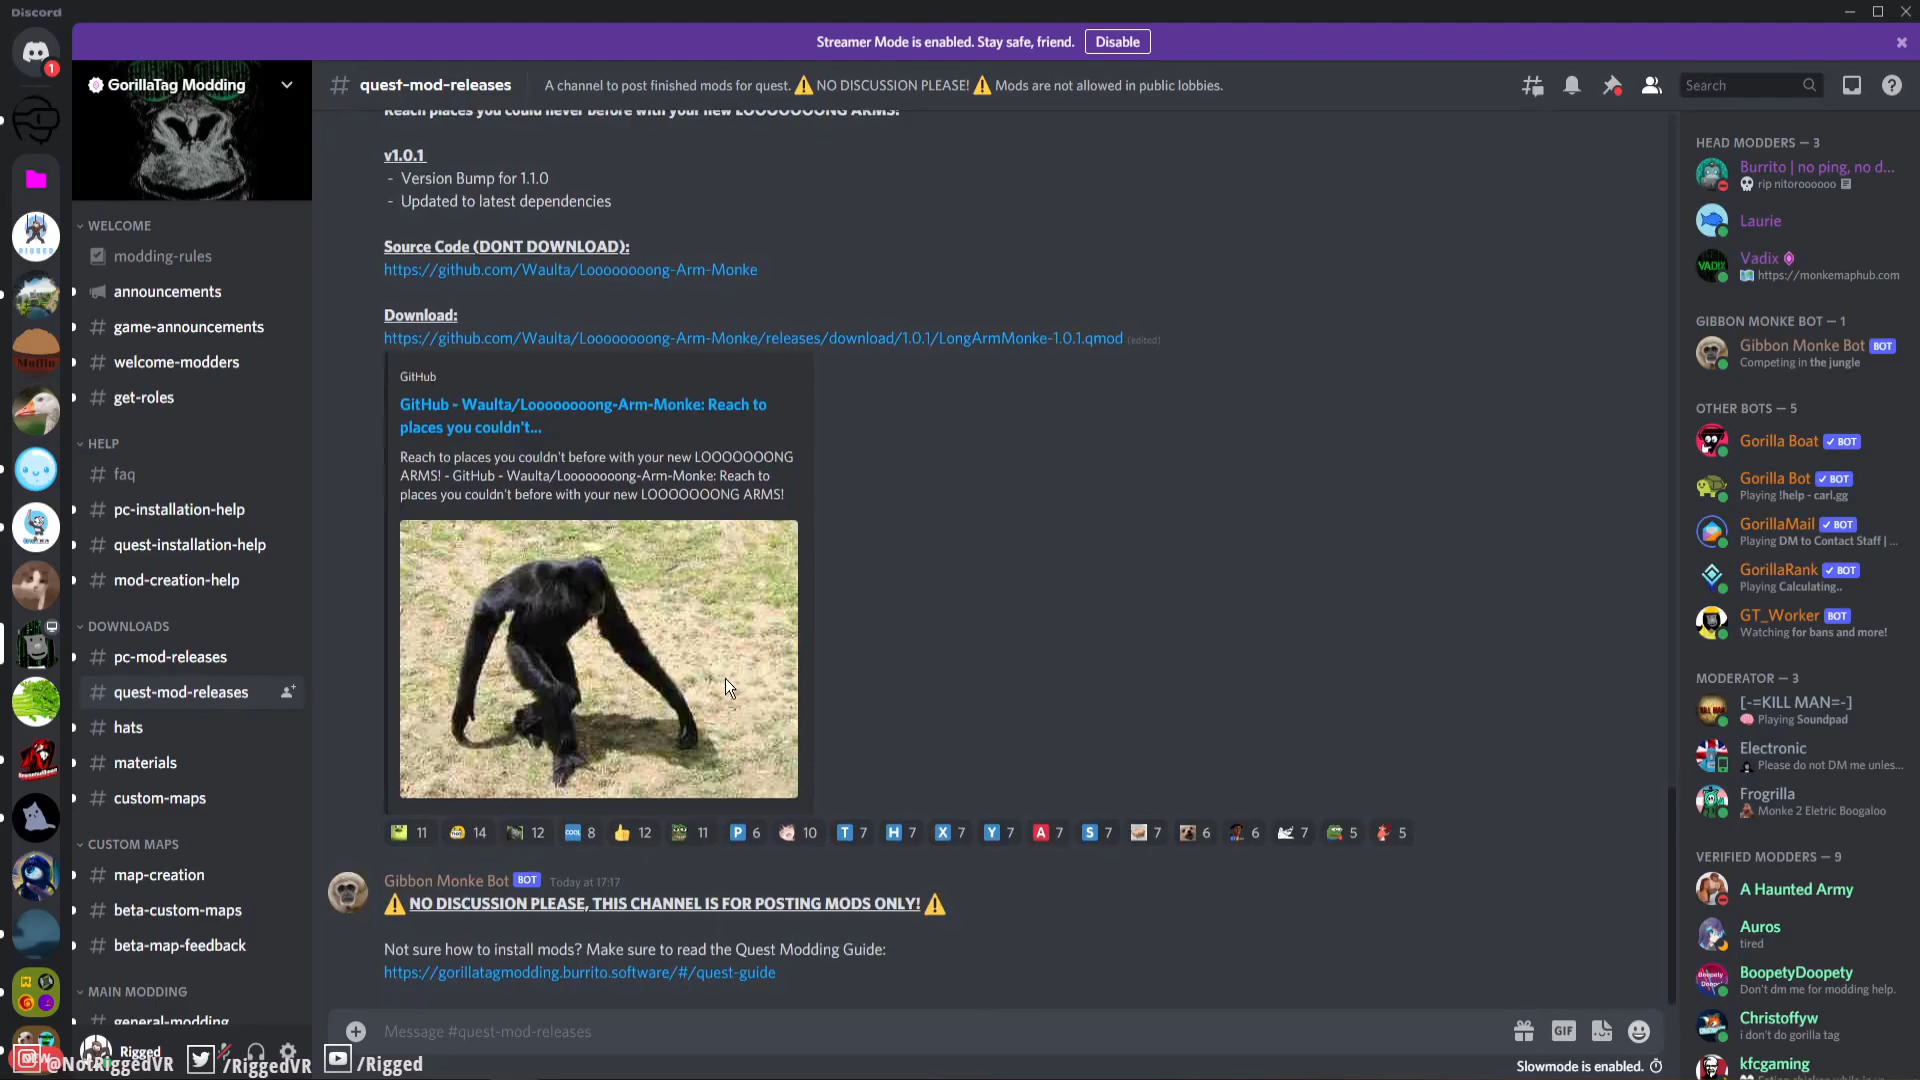 Discord
Streamer Mode is enabled. Stay safe, friend.
Disable
1
GorillaTag Modding
WELCOME
modding-rules
announcements
game-announcements
welcome-modders
get-roles
HELP
faq
pc-installation-help
quest-installation-help
mod-creation-help
DOWNLOADS
pc-mod-releases
quest-mod-releases
hats
materials
custom-maps
CUSTOM MAPS
map-creation
beta-custom-maps
beta-map-feedback
MAIN MODDING
general-modding
Rigged
@NotRiggedVR
/RiggedVR
/Rigged
quest-mod-releases
A channel to post finished mods for quest. ⚠ NO DISCUSSION PLEASE! ⚠ Mods are not allowed in public lobbies.
Search
Reach places you could never before with your new LOOOOOOONG ARMS!
v1.0.1
- Version Bump for 1.1.0
- Updated to latest dependencies
Source Code (DONT DOWNLOAD):
https://github.com/Waulta/Loooooooong-Arm-Monke
Download:
https://github.com/Waulta/Loooooooong-Arm-Monke/releases/download/1.0.1/LongArmMonke-1.0.1.qmod (edited)
GitHub
GitHub - Waulta/Loooooooong-Arm-Monke: Reach to
places you couldn't...
Reach to places you couldn't before with your new LOOOOOOONG
ARMS! - GitHub - Waulta/Loooooooong-Arm-Monke: Reach to
places you couldn't before with your new LOOOOOOONG ARMS!
11 14 12 COOL 8 12 11 P 6 10 T 7 H 7 X 7 Y 7 A 7 S 7 7 6 6 7 5 5
Gibbon Monke Bot BOT Today at 17:17
⚠ NO DISCUSSION PLEASE, THIS CHANNEL IS FOR POSTING MODS ONLY! ⚠
Not sure how to install mods? Make sure to read the Quest Modding Guide:
https://gorillatagmodding.burrito.software/#/quest-guide
Message #quest-mod-releases
GIF
Slowmode is enabled.
HEAD MODDERS — 3
Burrito | no ping, no d...
rip nitoroooooo
Laurie
VADIX
Vadix
https://monkemaphub.com
GIBBON MONKE BOT — 1
Gibbon Monke Bot BOT
Competing in the jungle
OTHER BOTS — 5
Gorilla Boat ✓ BOT
Gorilla Bot ✓ BOT
Playing !help - carl.gg
GorillaMail ✓ BOT
Playing DM to Contact Staff | ...
GorillaRank ✓ BOT
Playing Calculating..
GT_Worker BOT
Watching for bans and more!
MODERATOR — 3
[-=KILL MAN=-]
Playing Soundpad
Electronic
Please do not DM me unles...
Frogrilla
Monke 2 Eletric Boogaloo
VERIFIED MODDERS — 9
A Haunted Army
Auros
tired
BoopetyDoopety
Don't dm me for modding help.
Christoffyw
i don't do gorilla tag
kfcgaming